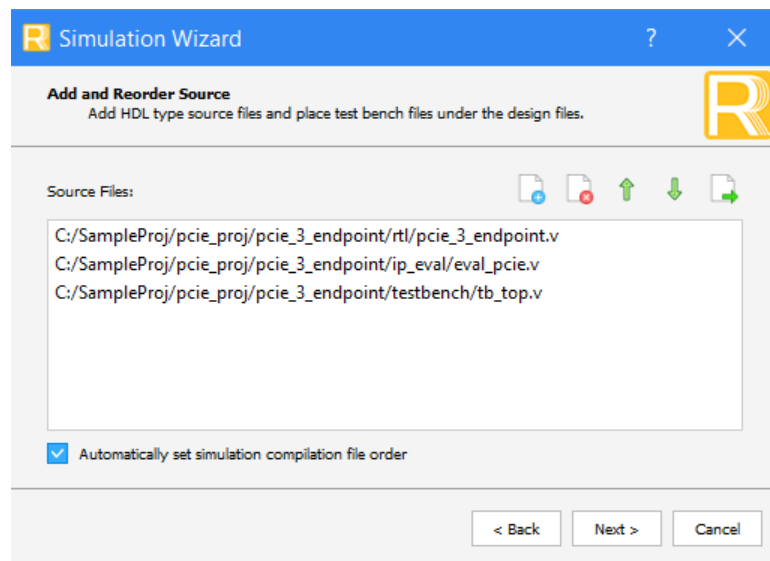 Simulation Wizard ?
Add and Reorder Source
Add HDL type source files and place test bench files under the design files.
Source Files:
C:/SampleProj/pcie_proj/pcie_3_endpoint/rtl/pcie_3_endpoint.v
C:/SampleProj/pcie_proj/pcie_3_endpoint/ip_eval/eval_pcie.v
C:/SampleProj/pcie_proj/pcie_3_endpoint/testbench/tb_top.v
Automatically set simulation compilation file order
< Back Next > Cancel